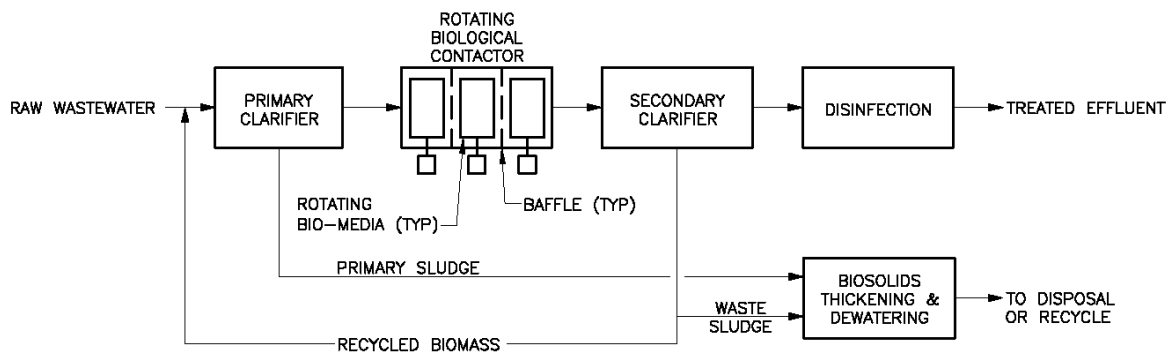 ROTATING
BIOLOGICAL
CONTACTOR
RAW WASTEWATER
PRIMARY
CLARIFIER
SECONDARY
CLARIFIER
DISINFECTION
TREATED EFFLUENT
ROTATING
BIO-MEDIA (TYP)
BAFFLE (TYP)
PRIMARY SLUDGE
BIOSOLIDS
THICKENING &
DEWATERING
TO DISPOSAL
OR RECYCLE
WASTE
SLUDGE
RECYCLED BIOMASS